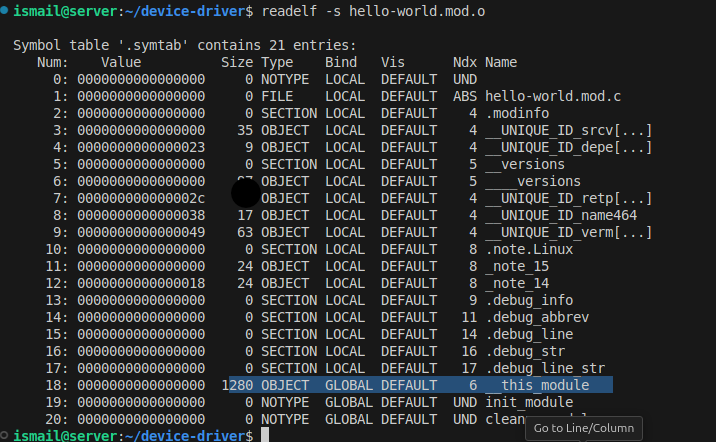 ismail@server:~/device-driver$ readelf -s hello-world.mod.o
Symbol table '.symtab' contains 21 entries:
Num: Value Size Type Bind Vis Ndx Name
0: 0000000000000000 0 NOTYPE LOCAL DEFAULT UND
1: 0000000000000000 0 FILE LOCAL DEFAULT ABS hello-world.mod.c
2: 0000000000000000 0 SECTION LOCAL DEFAULT 4 .modinfo
3: 0000000000000000 35 OBJECT LOCAL DEFAULT 4 __UNIQUE_ID_srcv[...]
4: 0000000000000023 9 OBJECT LOCAL DEFAULT 4 __UNIQUE_ID_depe[...]
5: 0000000000000000 0 SECTION LOCAL DEFAULT 5 __versions
6: 0000000000000000 OBJECT LOCAL DEFAULT 5 ____versions
7: 000000000000002c OBJECT LOCAL DEFAULT 4 __UNIQUE_ID_retp[...]
8: 0000000000000038 17 OBJECT LOCAL DEFAULT 4 __UNIQUE_ID_name464
9: 0000000000000049 63 OBJECT LOCAL DEFAULT 4 __UNIQUE_ID_verm[...]
10: 0000000000000000 0 SECTION LOCAL DEFAULT 8 .note.Linux
11: 0000000000000000 24 OBJECT LOCAL DEFAULT 8 _note_15
12: 0000000000000018 24 OBJECT LOCAL DEFAULT 8 _note_14
13: 0000000000000000 0 SECTION LOCAL DEFAULT 9 .debug_info
14: 0000000000000000 0 SECTION LOCAL DEFAULT 11 .debug_abbrev
15: 0000000000000000 0 SECTION LOCAL DEFAULT 14 .debug_line
16: 0000000000000000 0 SECTION LOCAL DEFAULT 16 .debug_str
17: 0000000000000000 0 SECTION LOCAL DEFAULT 17 .debug_line_str
18: 0000000000000000 1280 OBJECT GLOBAL DEFAULT 6 __this_module
19: 0000000000000000 0 NOTYPE GLOBAL DEFAULT UND init_module
20: 0000000000000000 0 NOTYPE GLOBAL DEFAULT UND
Go to Line/Column
ismail@server:~/device-driver$